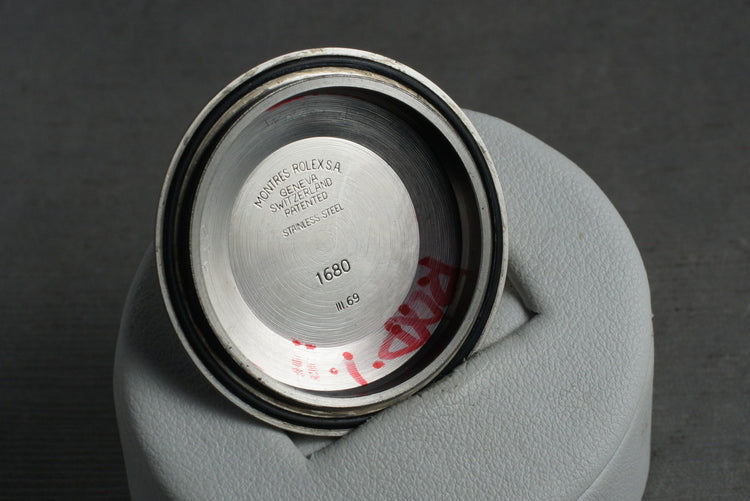 MONTRES ROLEX S.A.
GENEVA
SWITZERLAND
PATENTED
STAINLESS STEEL
1680
III.69